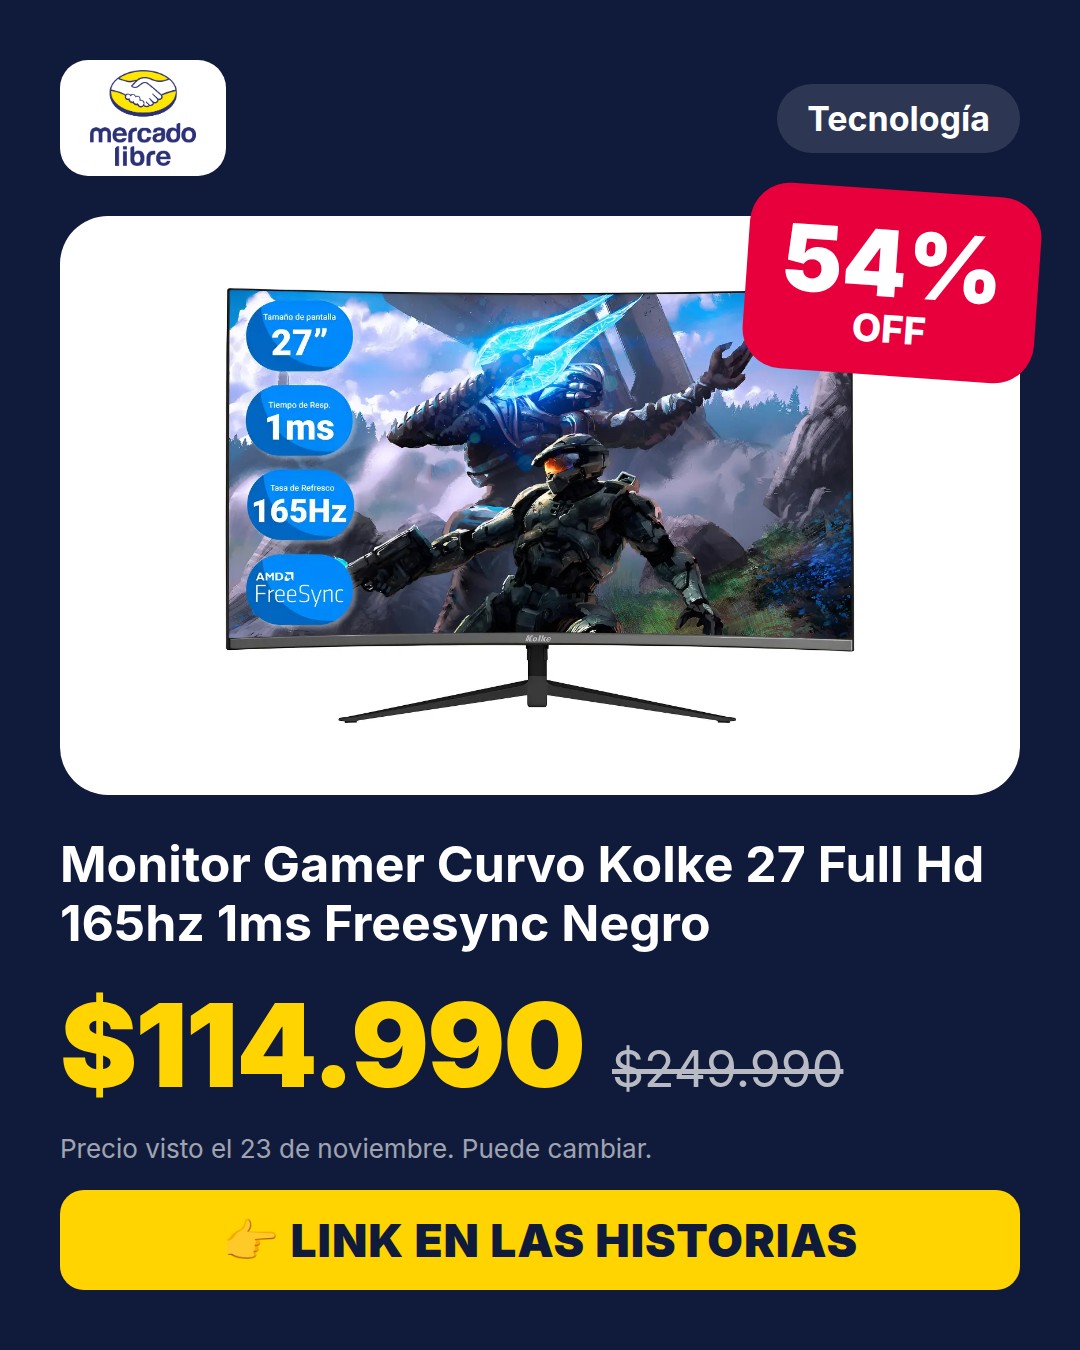 mercado
libre
Tecnología
54%
OFF
Tamaño de pantalla
27”
Tiempo de Resp.
1ms
Tasa de Refresco
165Hz
AMD
FreeSync
Kolke
Monitor Gamer Curvo Kolke 27 Full Hd
165hz 1ms Freesync Negro
$114.990 $249.990
Precio visto el 23 de noviembre. Puede cambiar.
👉 LINK EN LAS HISTORIAS